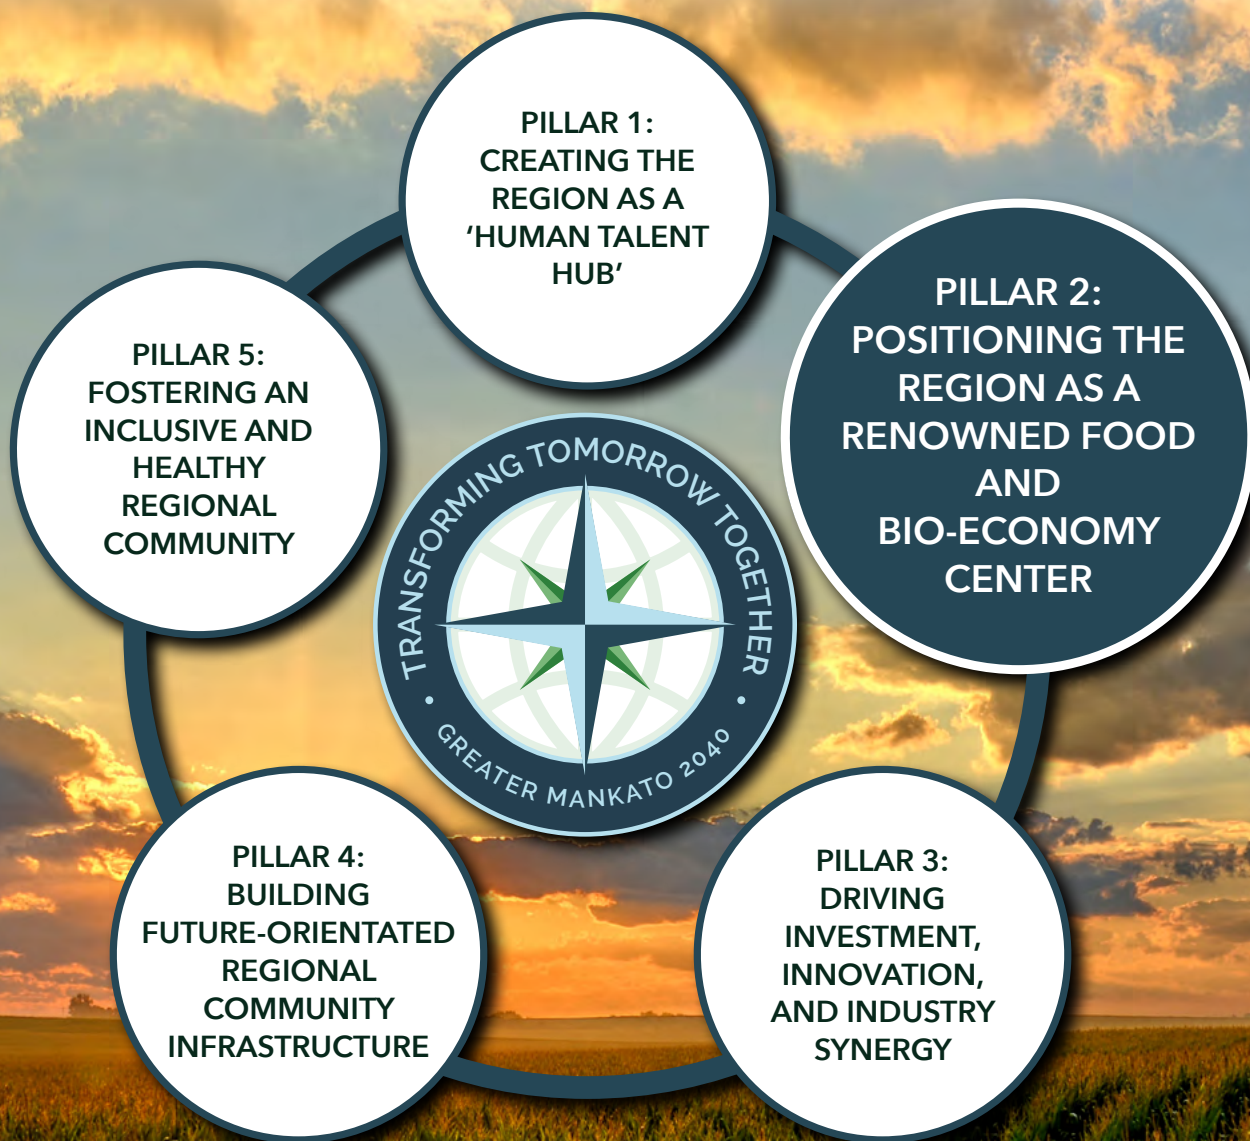 PILLAR 1:
CREATING THE
REGION AS A
‘HUMAN TALENT
HUB’
PILLAR 2:
POSITIONING THE
REGION AS A
RENOWNED FOOD
AND
BIO-ECONOMY
CENTER
PILLAR 5:
FOSTERING AN
INCLUSIVE AND
HEALTHY
REGIONAL
COMMUNITY
TRANSFORMING TOMORROW TOGETHER
• GREATER MANKATO 2040 •
PILLAR 4:
BUILDING
FUTURE-ORIENTATED
REGIONAL
COMMUNITY
INFRASTRUCTURE
PILLAR 3:
DRIVING
INVESTMENT,
INNOVATION,
AND INDUSTRY
SYNERGY